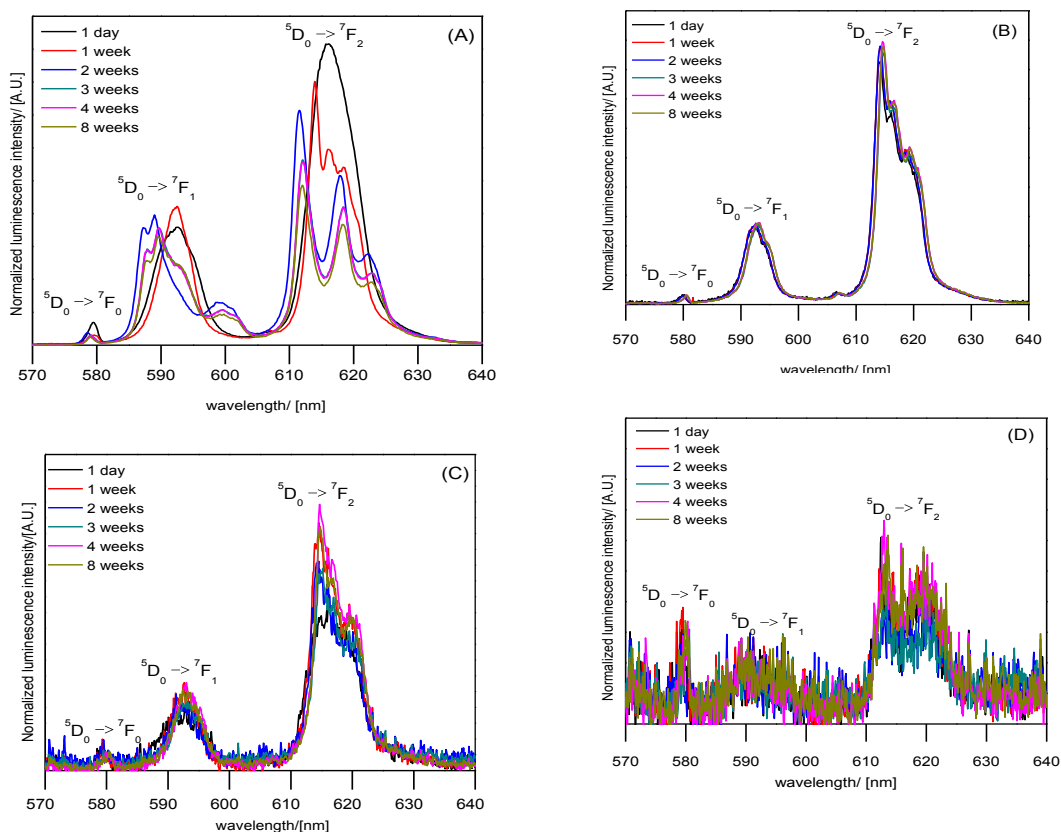 1 day
1 week
2 weeks
3 weeks
4 weeks
8 weeks
⁵D₀ –> ⁷F₂
(A)
⁵D₀ –> ⁷F₁
⁵D₀ –> ⁷F₀
Normalized luminescence intensity/[A.U.]
570 580 590 600 610 620 630 640
wavelength/ [nm]
1 day
1 week
2 weeks
3 weeks
4 weeks
8 weeks
⁵D₀ –> ⁷F₂
(B)
⁵D₀ –> ⁷F₁
⁵D₀ –> ⁷F₀
Normalized luminescence intensity/ [A.U.]
570 580 590 600 610 620 630 640
wavelength/ [nm]
1 day
1 week
2 weeks
3 weeks
4 weeks
8 weeks
⁵D₀ –> ⁷F₂
(C)
⁵D₀ –> ⁷F₁
⁵D₀ –> ⁷F₀
Normalized luminescence intensity/[A.U.]
570 580 590 600 610 620 630 640
wavelength/[nm]
1 day
1 week
2 weeks
3 weeks
4 weeks
8 weeks
(D)
⁵D₀ –> ⁷F₂
⁵D₀ –> ⁷F₀
⁵D₀ –> ⁷F₁
Normalized luminescence intensity/ [A.U.]
570 580 590 600 610 620 630 640
wavelength/ [nm]